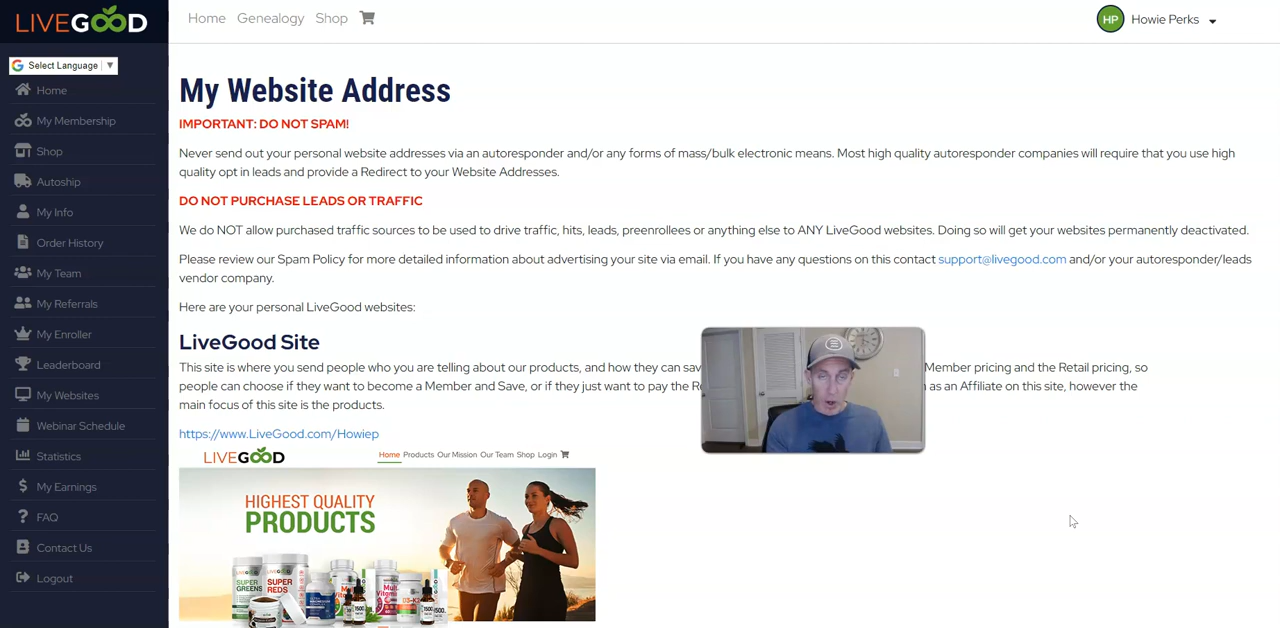 LIVEGOOD
Home Genealogy Shop
HP Howie Perks
Select Language
Home
My Membership
Shop
Autoship
My Info
Order History
My Team
My Referrals
My Enroller
Leaderboard
My Websites
Webinar Schedule
Statistics
My Earnings
FAQ
Contact Us
Logout
My Website Address
IMPORTANT: DO NOT SPAM!
Never send out your personal website addresses via an autoresponder and/or any forms of mass/bulk electronic means. Most high quality autoresponder companies will require that you use high
quality opt in leads and provide a Redirect to your Website Addresses.
DO NOT PURCHASE LEADS OR TRAFFIC
We do NOT allow purchased traffic sources to be used to drive traffic, hits, leads, preenrollees or anything else to ANY LiveGood websites. Doing so will get your websites permanently deactivated.
Please review our Spam Policy for more detailed information about advertising your site via email. If you have any questions on this contact support@livegood.com and/or your autoresponder/leads
vendor company.
Here are your personal LiveGood websites:
LiveGood Site
This site is where you send people who you are telling about our products, and how they can sav Member pricing and the Retail pricing, so
people can choose if they want to become a Member and Save, or if they just want to pay the R as an Affiliate on this site, however the
main focus of this site is the products.
https://www.LiveGood.com/Howiep
LIVEGOOD
Home Products Our Mission Our Team Shop Login
HIGHEST QUALITY
PRODUCTS
SUPER
GREENS
SUPER
REDS
1500
1500